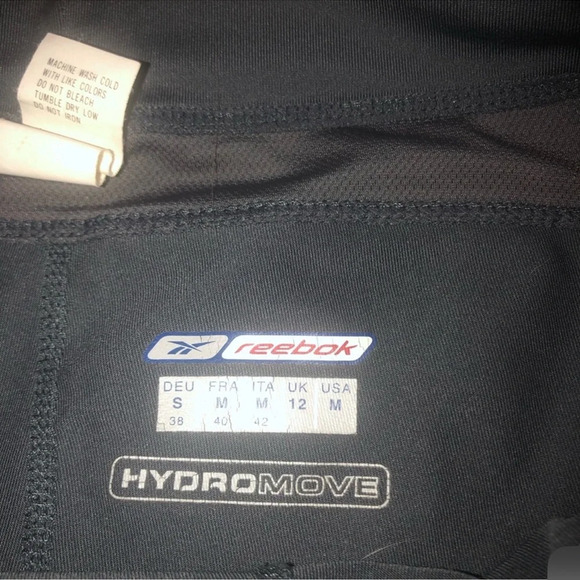 MACHINE WASH COLD
WITH LIKE COLORS
DO NOT BLEACH
TUMBLE DRY LOW
DO NOT IRON
reebok
DEU FRA ITA UK USA
S M M 12 M
38 40 42
HYDROMOVE